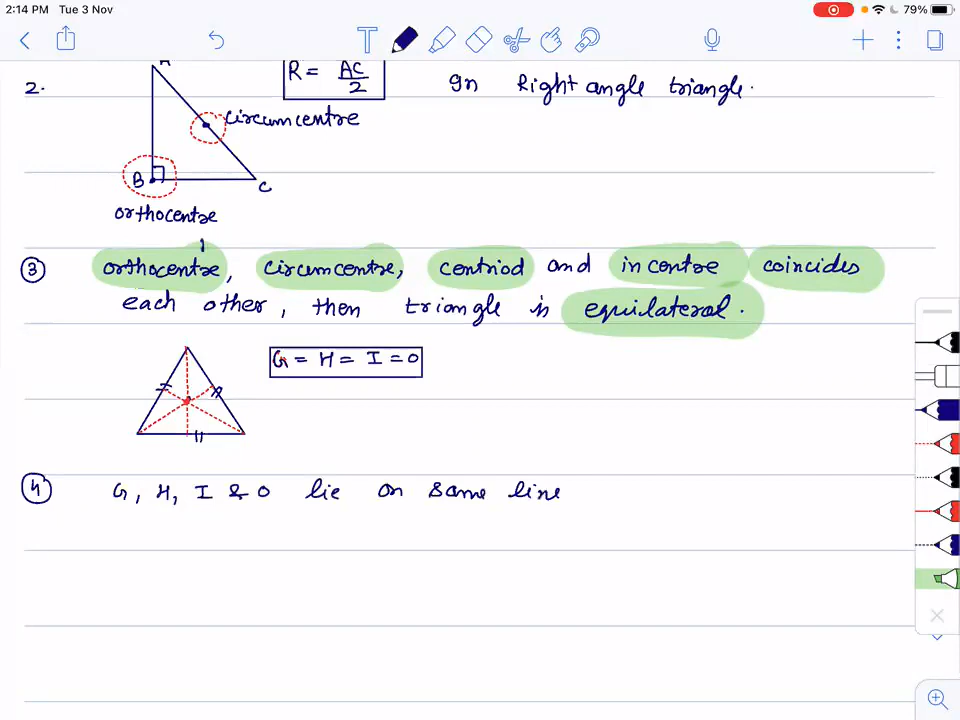 2:14 PM Tue 3 Nov
79%
T
2.
A
R = AC/2
In Right angle triangle.
circumcentre
B
C
orthocentre
③ orthocentre, circumcentre, centriod and incentre coincides
each other, then triangle is equilateral.
G = H = I = O
④ G, H, I & O lie on same line